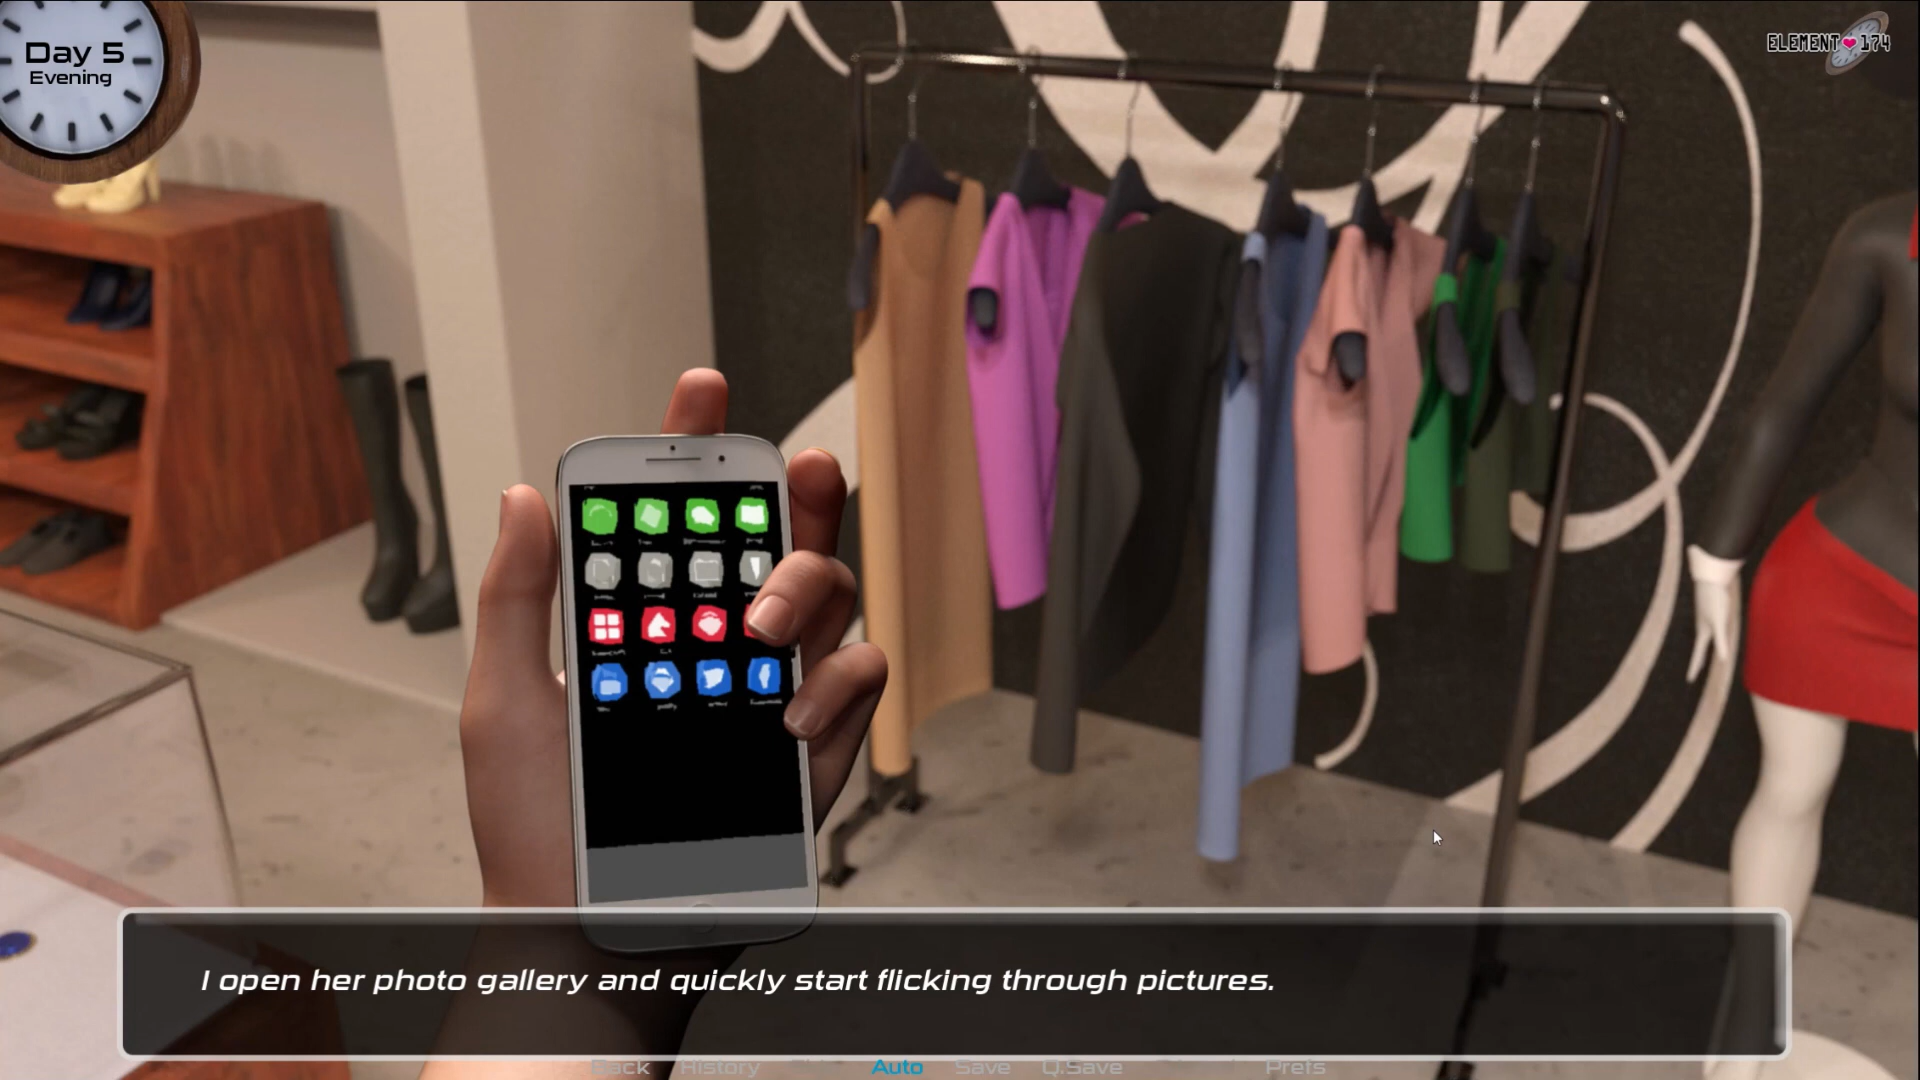 Day 5
Evening
ELEMENT 174
I open her photo gallery and quickly start flicking through pictures.
Back History Auto Save Q.Save Prefs